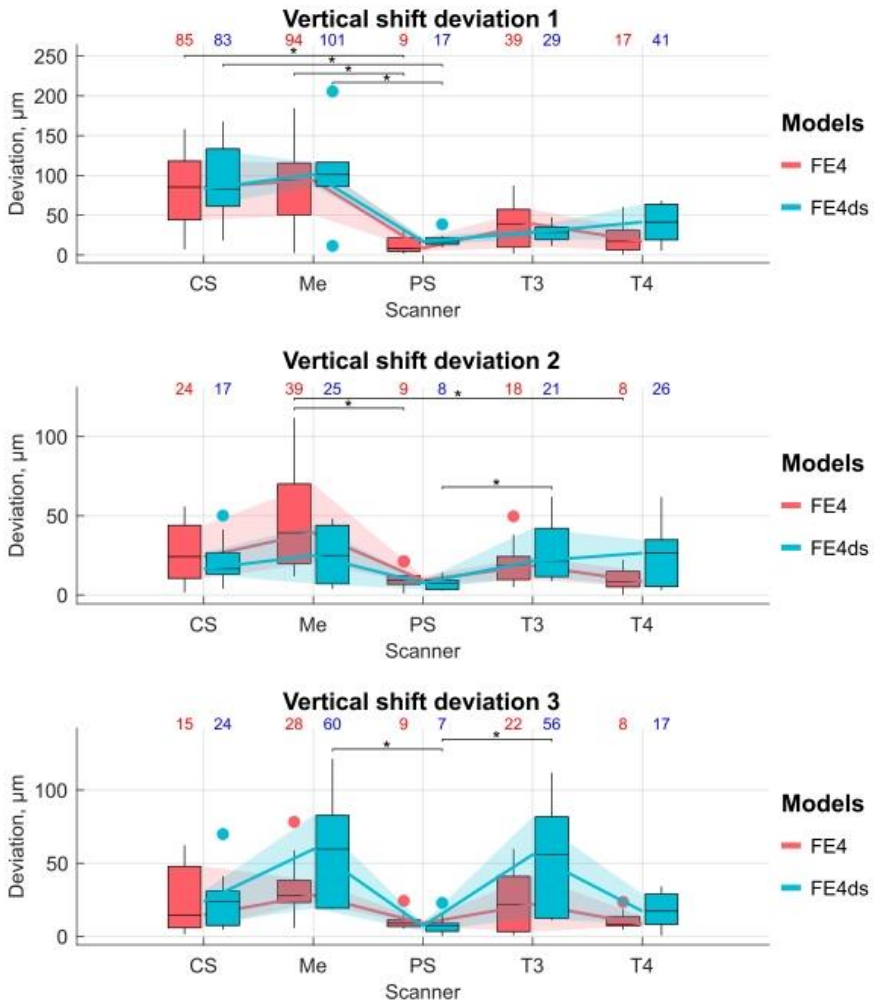 Vertical shift deviation 1
85 83 94 101 9 17 39 29 17 41
* * * *
250
200
150
100
50
0
Deviation, μm
CS Me PS T3 T4
Scanner
Models
FE4
FE4ds
Vertical shift deviation 2
24 17 39 25 9 8 18 21 8 26
* * *
100
50
0
Deviation, μm
CS Me PS T3 T4
Scanner
Models
FE4
FE4ds
Vertical shift deviation 3
15 24 28 60 9 7 22 56 8 17
* *
100
50
0
Deviation, μm
CS Me PS T3 T4
Scanner
Models
FE4
FE4ds